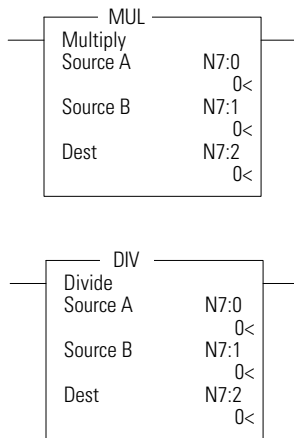 MUL
Multiply
Source A N7:0
0<
Source B N7:1
0<
Dest N7:2
0<
DIV
Divide
Source A N7:0
0<
Source B N7:1
0<
Dest N7:2
0<